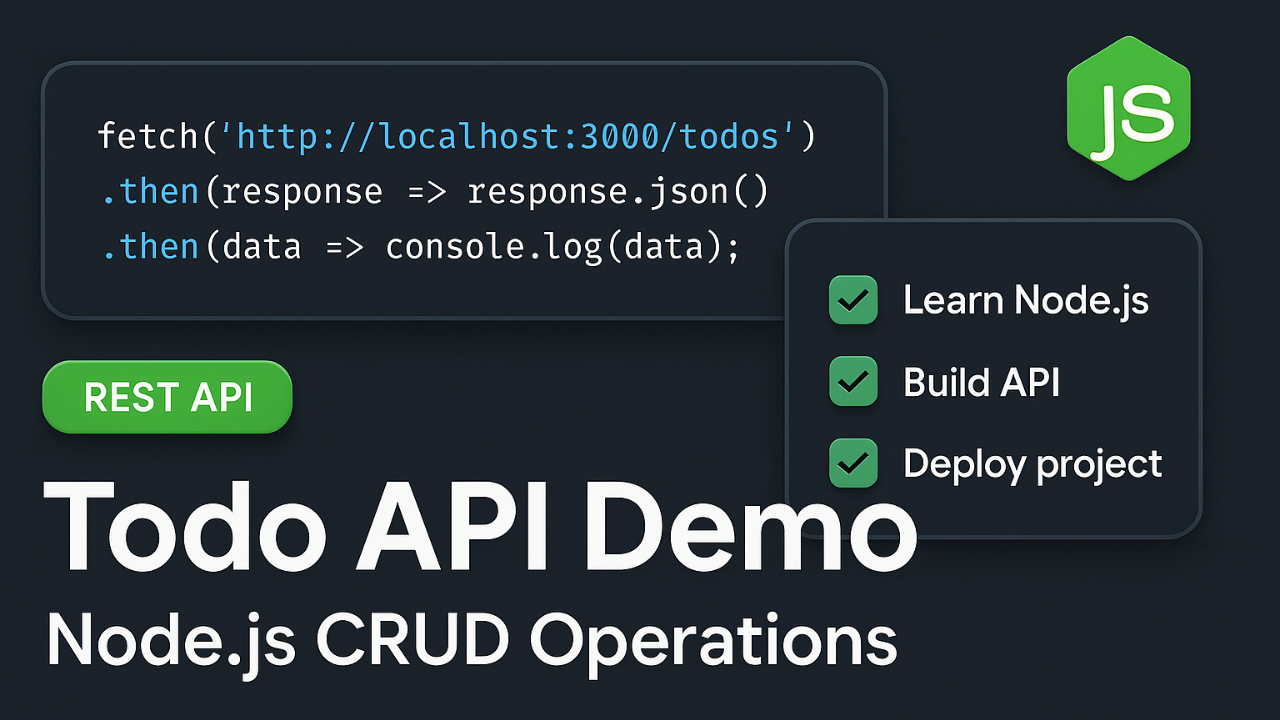 fetch('http://localhost:3000/todos')
.then(response => response.json()
.then(data => console.log(data);
JS
Learn Node.js
Build API
Deploy project
REST API
Todo API Demo
Node.js CRUD Operations